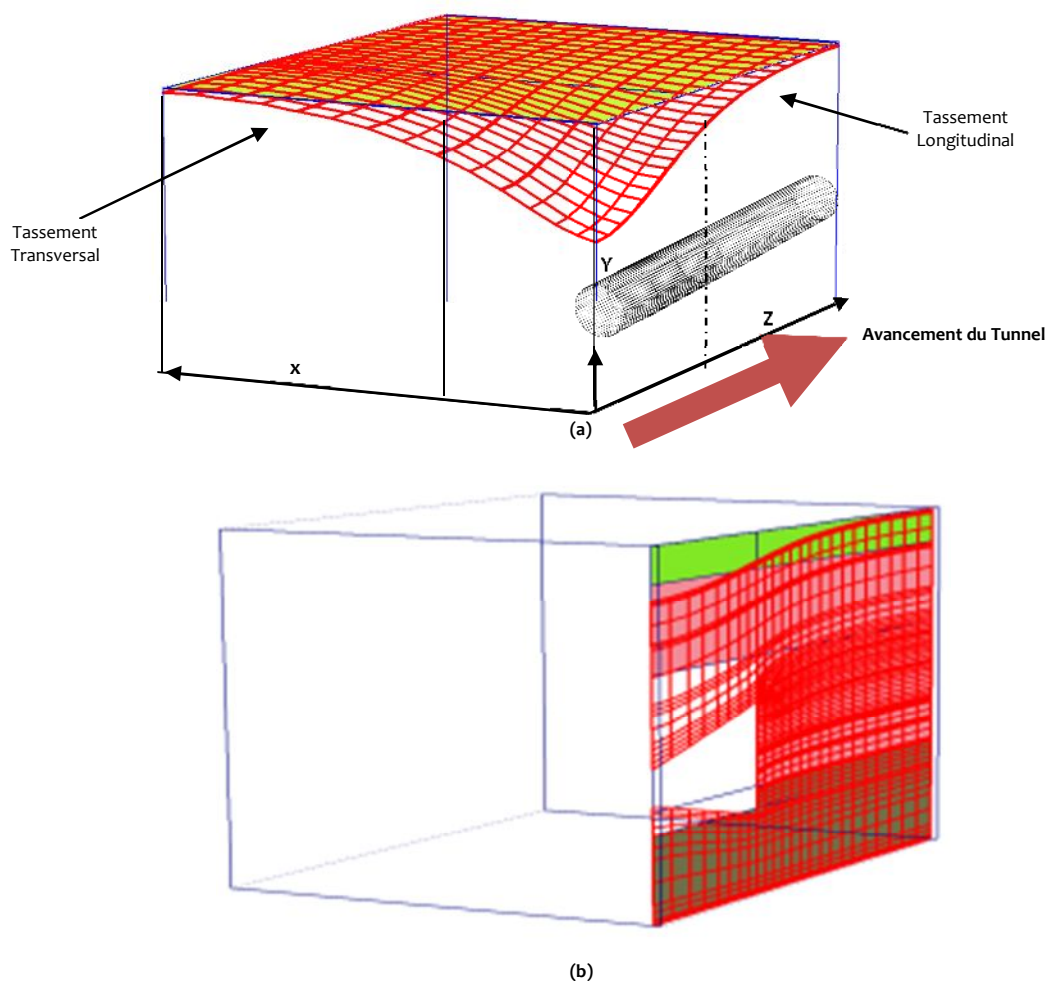 Tassement
Longitudinal
Tassement
Transversal
Y
Z
Avancement du Tunnel
x
(a)
(b)